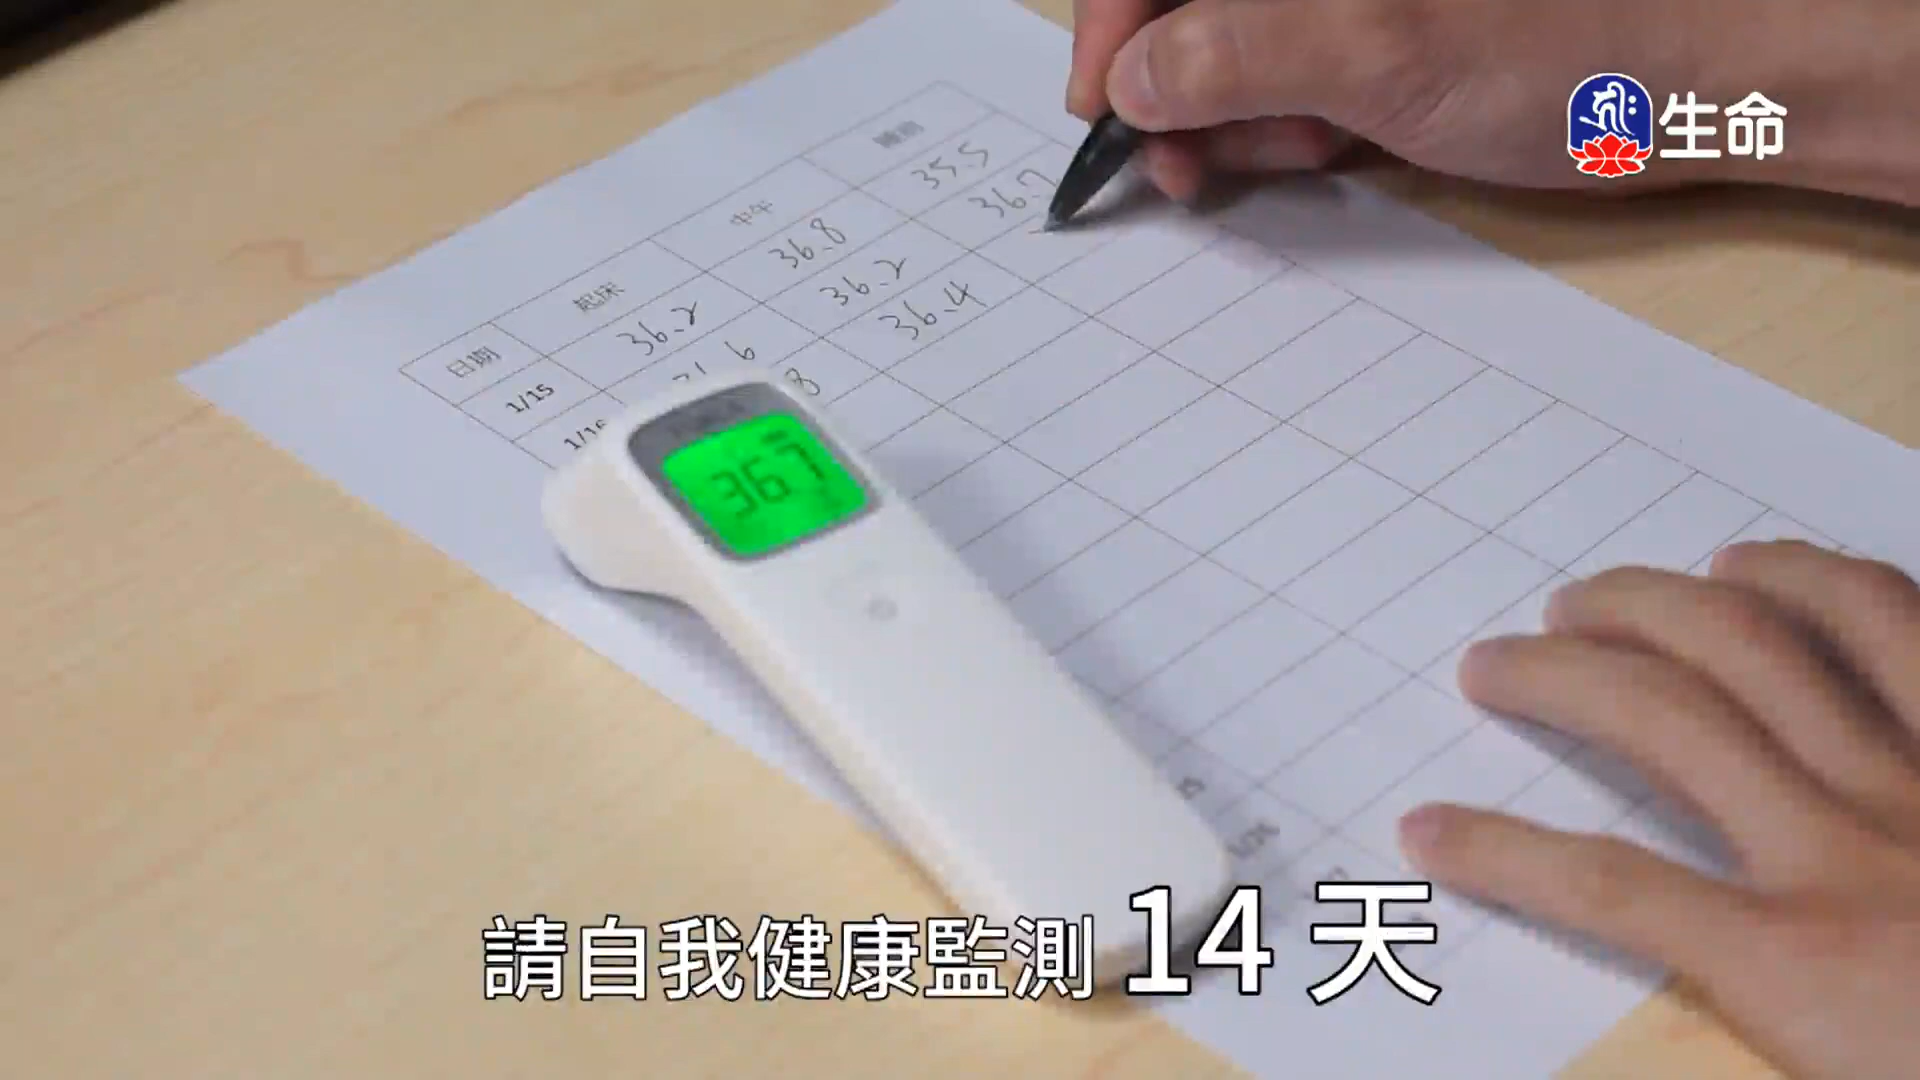 生命
日期 起床 中午 睡前
1/15 36.2 36.8 35.5
36.2 36.7
36.4
36.7
請自我健康監測 14 天